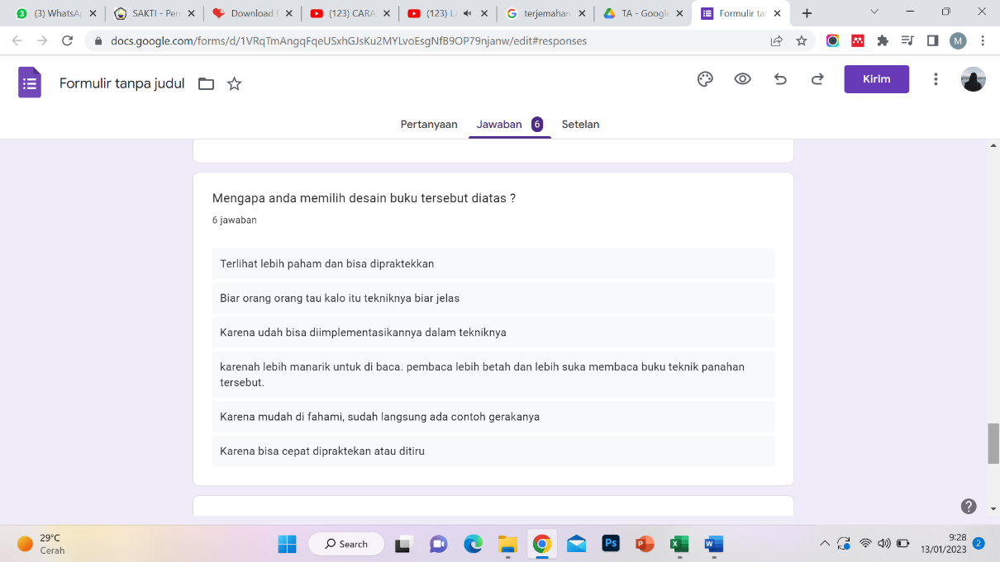 (3) WhatsA
SAKTI - Pen
Download
(123) CARA
(123) L
terjemahan
TA - Google
Formulir ta
docs.google.com/forms/d/1VRqTmAngqFqeUSxhGJsKu2MYLvoEsgNfB9OP79njanw/edit#responses
M
Formulir tanpa judul
Kirim
Pertanyaan
Jawaban 6
Setelan
Mengapa anda memilih desain buku tersebut diatas ?
6 jawaban
Terlihat lebih paham dan bisa dipraktekkan
Biar orang orang tau kalo itu tekniknya biar jelas
Karena udah bisa diimplementasikannya dalam tekniknya
karenah lebih manarik untuk di baca. pembaca lebih betah dan lebih suka membaca buku teknik panahan
tersebut.
Karena mudah di fahami, sudah langsung ada contoh gerakanya
Karena bisa cepat dipraktekan atau ditiru
29°C
Cerah
Search
Ps
9:28
13/01/2023
2